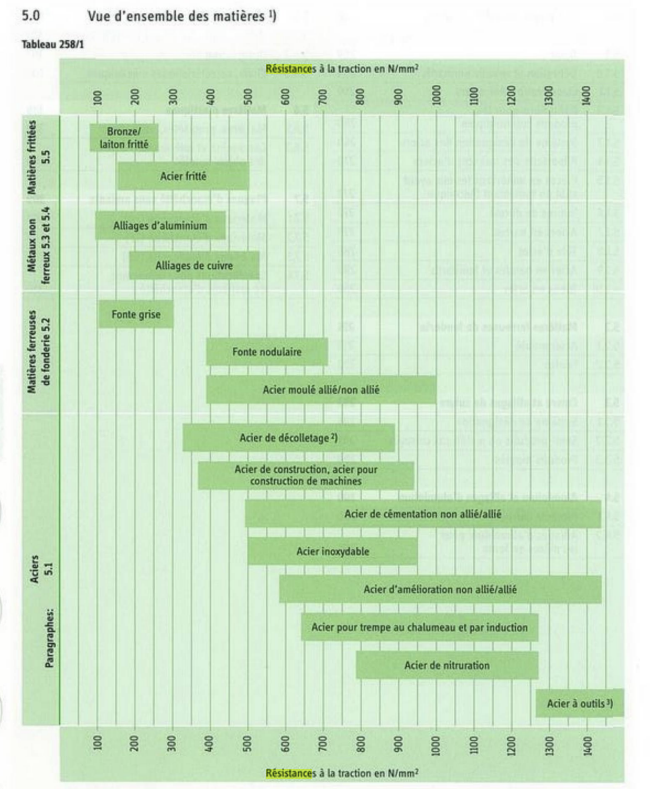 5.0 Vue d'ensemble des matières 1)
Tableau 258/1
Résistances à la traction en N/mm2
100 200 300 400 500 600 700 800 900 1000 1100 1200 1300 1400
Matières frittées
5.5
Bronze/
laiton fritté
Acier fritté
Métaux non
ferreux 5.3 et 5.4
Alliages d'aluminium
Alliages de cuivre
Matières ferreuses
de fonderie 5.2
Fonte grise
Fonte nodulaire
Acier moulé allié/non allié
Aciers
5.1
Paragraphes:
Acier de décolletage 2)
Acier de construction, acier pour
construction de machines
Acier de cémentation non allié/allié
Acier inoxydable
Acier d'amélioration non allié/allié
Acier pour trempe au chalumeau et par induction
Acier de nitruration
Acier à outils 3)
100 200 300 400 500 600 700 800 900 1000 1100 1200 1300 1400
Résistances à la traction en N/mm2